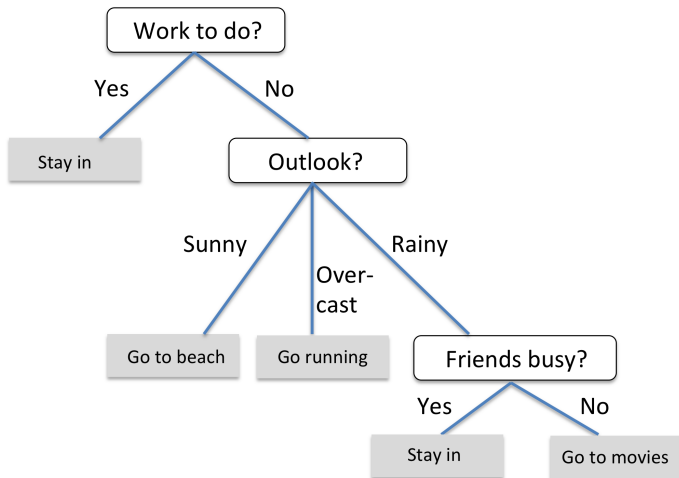 Work to do?
Yes
No
Stay in
Outlook?
Sunny
Over-
cast
Rainy
Go to beach
Go running
Friends busy?
Yes
No
Stay in
Go to movies